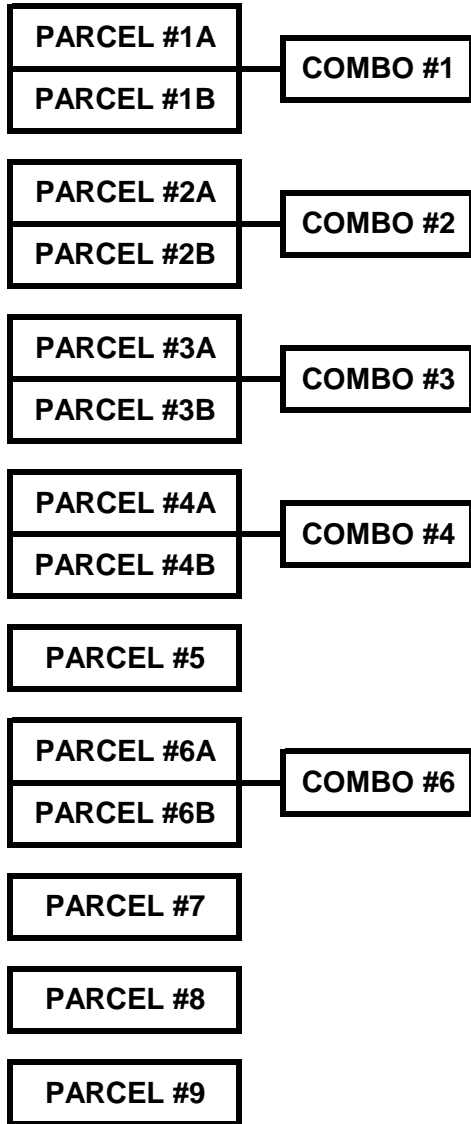 PARCEL #1A
COMBO #1
PARCEL #1B
PARCEL #2A
COMBO #2
PARCEL #2B
PARCEL #3A
COMBO #3
PARCEL #3B
PARCEL #4A
COMBO #4
PARCEL #4B
PARCEL #5
PARCEL #6A
COMBO #6
PARCEL #6B
PARCEL #7
PARCEL #8
PARCEL #9